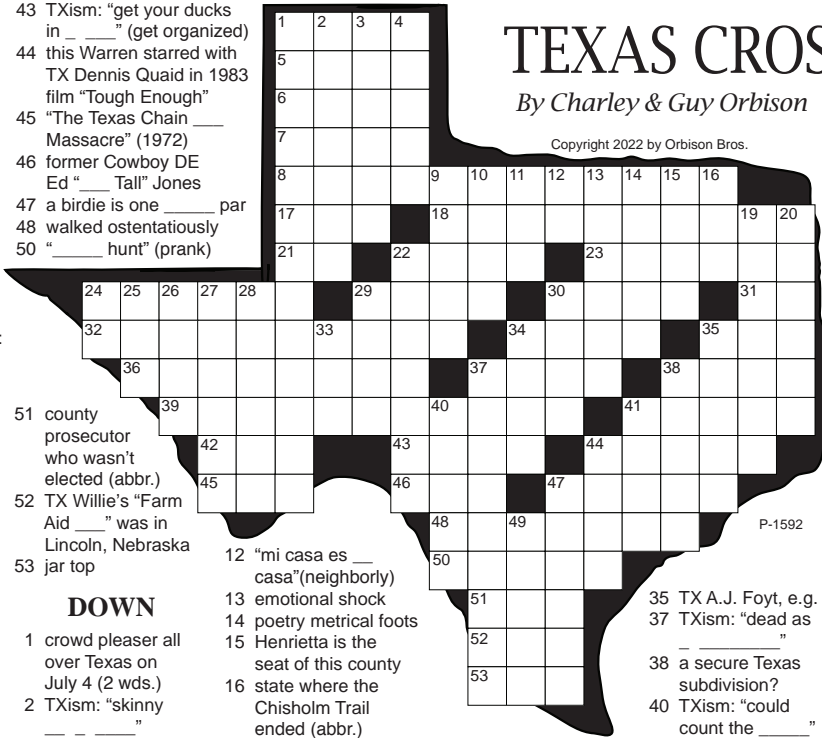 43 TXism: “get your ducks
in _ ___” (get organized)
44 this Warren starred with
TX Dennis Quaid in 1983
film “Tough Enough”
45 “The Texas Chain ___
Massacre” (1972)
46 former Cowboy DE
Ed “___ Tall” Jones
47 a birdie is one _____ par
48 walked ostentatiously
50 “_____ hunt” (prank)
51 county
prosecutor
who wasn’t
elected (abbr.)
52 TX Willie’s “Farm
Aid ___” was in
Lincoln, Nebraska
53 jar top
DOWN
1 crowd pleaser all
over Texas on
July 4 (2 wds.)
2 TXism: “skinny
__ _ ____”
12 “mi casa es __
casa”(neighborly)
13 emotional shock
14 poetry metrical foots
15 Henrietta is the
seat of this county
16 state where the
Chisholm Trail
ended (abbr.)
35 TX A.J. Foyt, e.g.
37 TXism: “dead as
_ ________”
38 a secure Texas
subdivision?
40 TXism: “could
count the _____”
TEXAS CROS
By Charley & Guy Orbison
Copyright 2022 by Orbison Bros.
1 2 3 4
5
6
7
8 9 10 11 12 13 14 15 16
17 18 19 20
21 22 23
24 25 26 27 28 29 30 31
32 33 34 35
36 37 38
39 40 41
42 43 44
45 46 47
48 49
50
51
52
53
P-1592